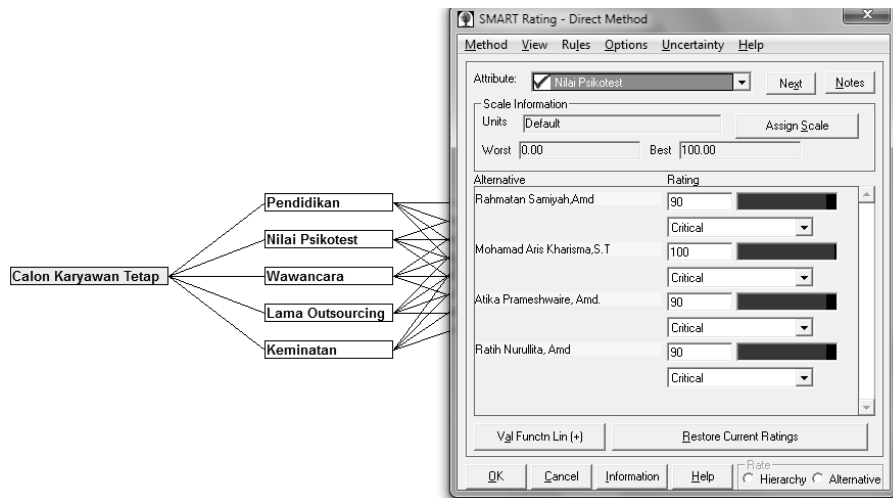 Calon Karyawan Tetap
Pendidikan
Nilai Psikotest
Wawancara
Lama Outsourcing
Keminatan
SMART Rating - Direct Method
Method View Rules Options Uncertainty Help
Attribute: Nilai Psikotest Next Notes
Scale Information
Units Default Assign Scale
Worst 0.00 Best 100.00
Alternative Rating
Rahmatan Samiyah,Amd 90
Critical
Mohamad Aris Kharisma,S.T 100
Critical
Atika Prameshwaire, Amd. 90
Critical
Ratih Nurullita, Amd 90
Critical
Val Functn Lin (+) Restore Current Ratings
OK Cancel Information Help Rate
Hierarchy Alternative